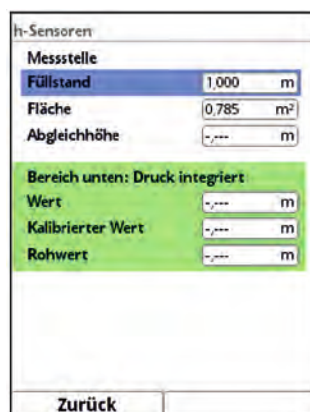 h-Sensoren
Messstelle
Füllstand 1,000 m
Fläche 0,785 m²
Abgleichhöhe -,--- m
Bereich unten: Druck integriert
Wert -,--- m
Kalibrierter Wert -,--- m
Rohwert -,--- m
Zurück